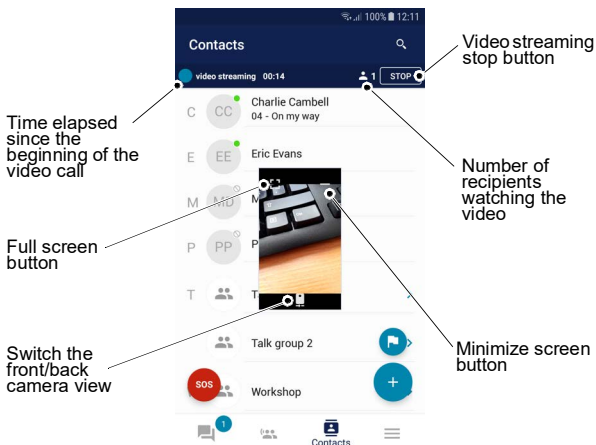 100% 12:11
Contacts
video streaming 00:14
1
STOP
C
CC
Charlie Cambell
04 - On my way
E
EE
Eric Evans
M
MD
M
P
PP
P
T
T
Talk group 2
SOS
Workshop
+
1
Contacts
Time elapsed
since the
beginning of the
video call
Full screen
button
Switch the
front/back
camera view
Video streaming
stop button
Number of
recipients
watching the
video
Minimize screen
button